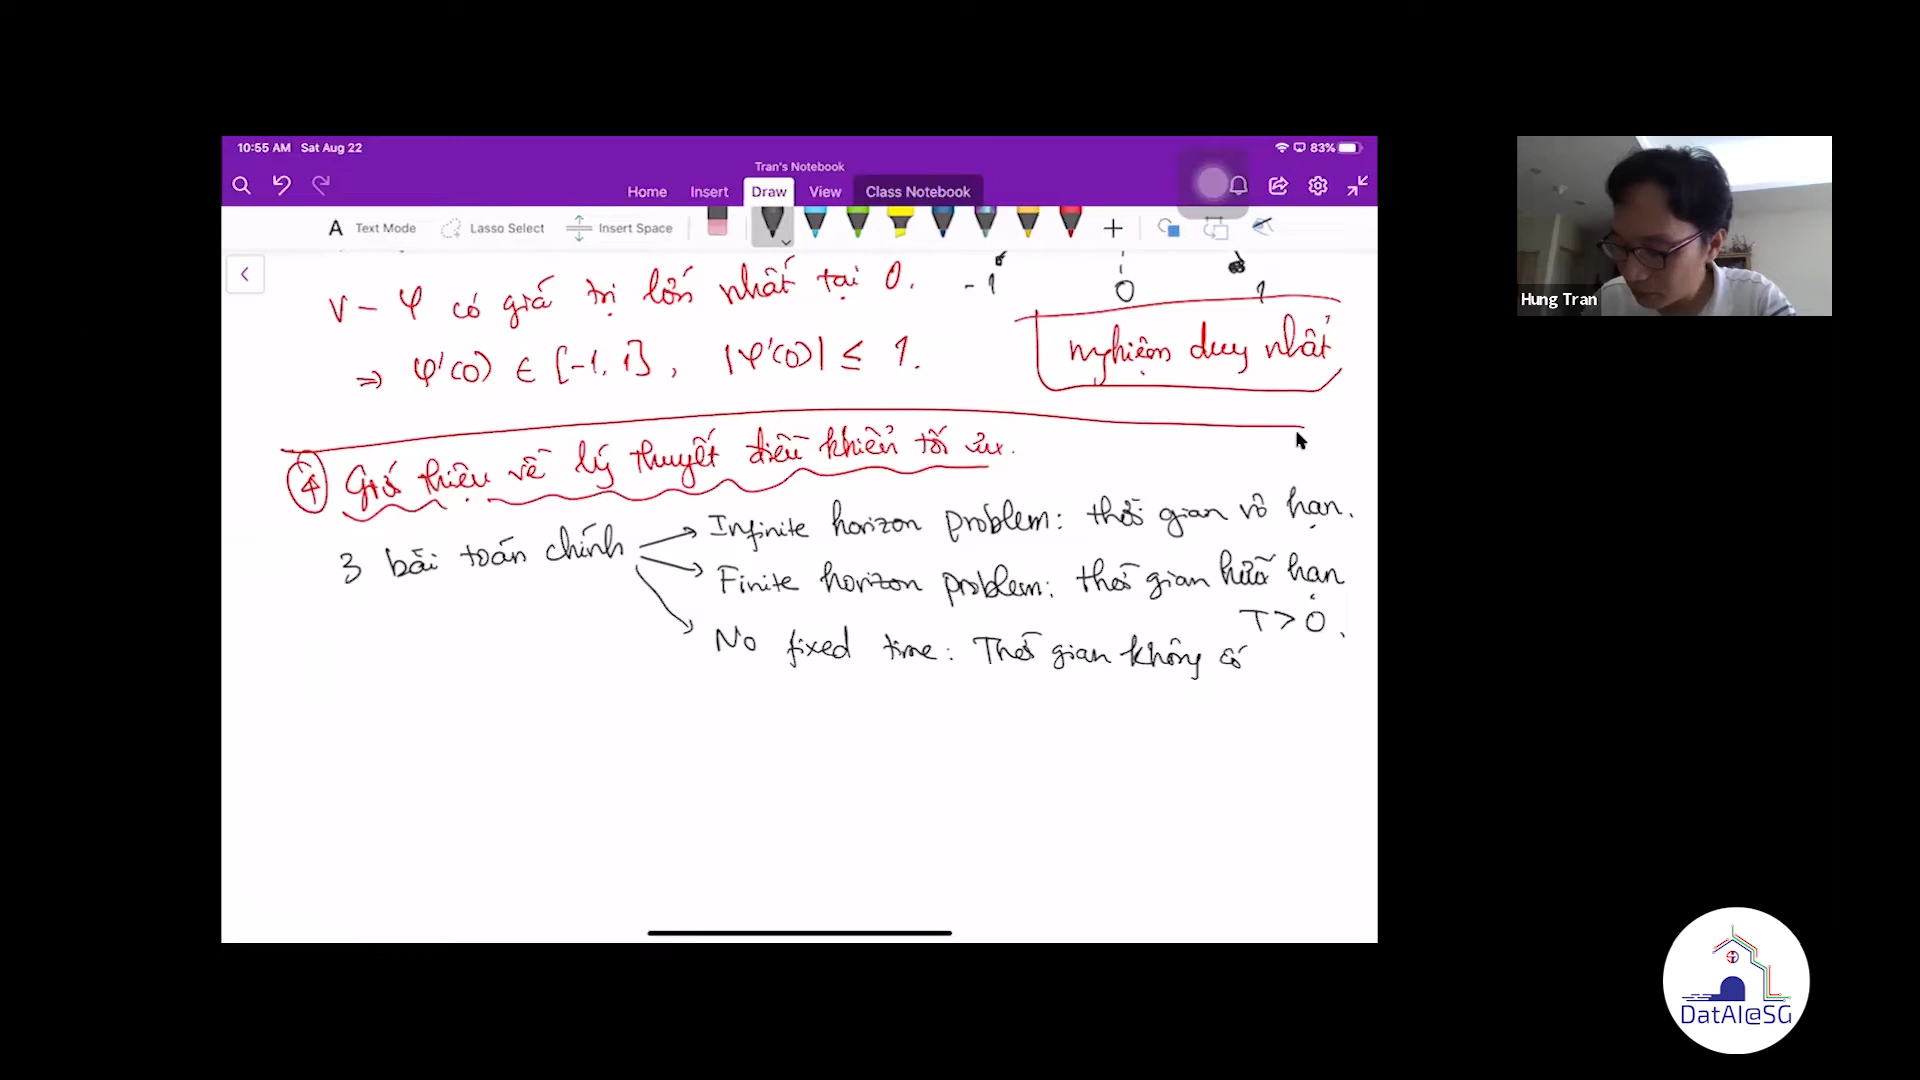 10:55 AM Sat Aug 22
83%
Tran's Notebook
Home Insert Draw View Class Notebook
A Text Mode Lasso Select Insert Space
v - φ có giá trị lớn nhất tại 0.
-1 0 1
⇒ φ'(0) ∈ [-1, 1], |φ'(0)| ≤ 1.
nghiệm duy nhất
④ Giới thiệu về lý thuyết điều khiển tối ưu.
3 bài toán chính
Infinite horizon problem: thời gian vô hạn.
Finite horizon problem: thời gian hữu hạn
T > 0.
No fixed time: Thời gian không có
Hung Tran
DatAI@SG